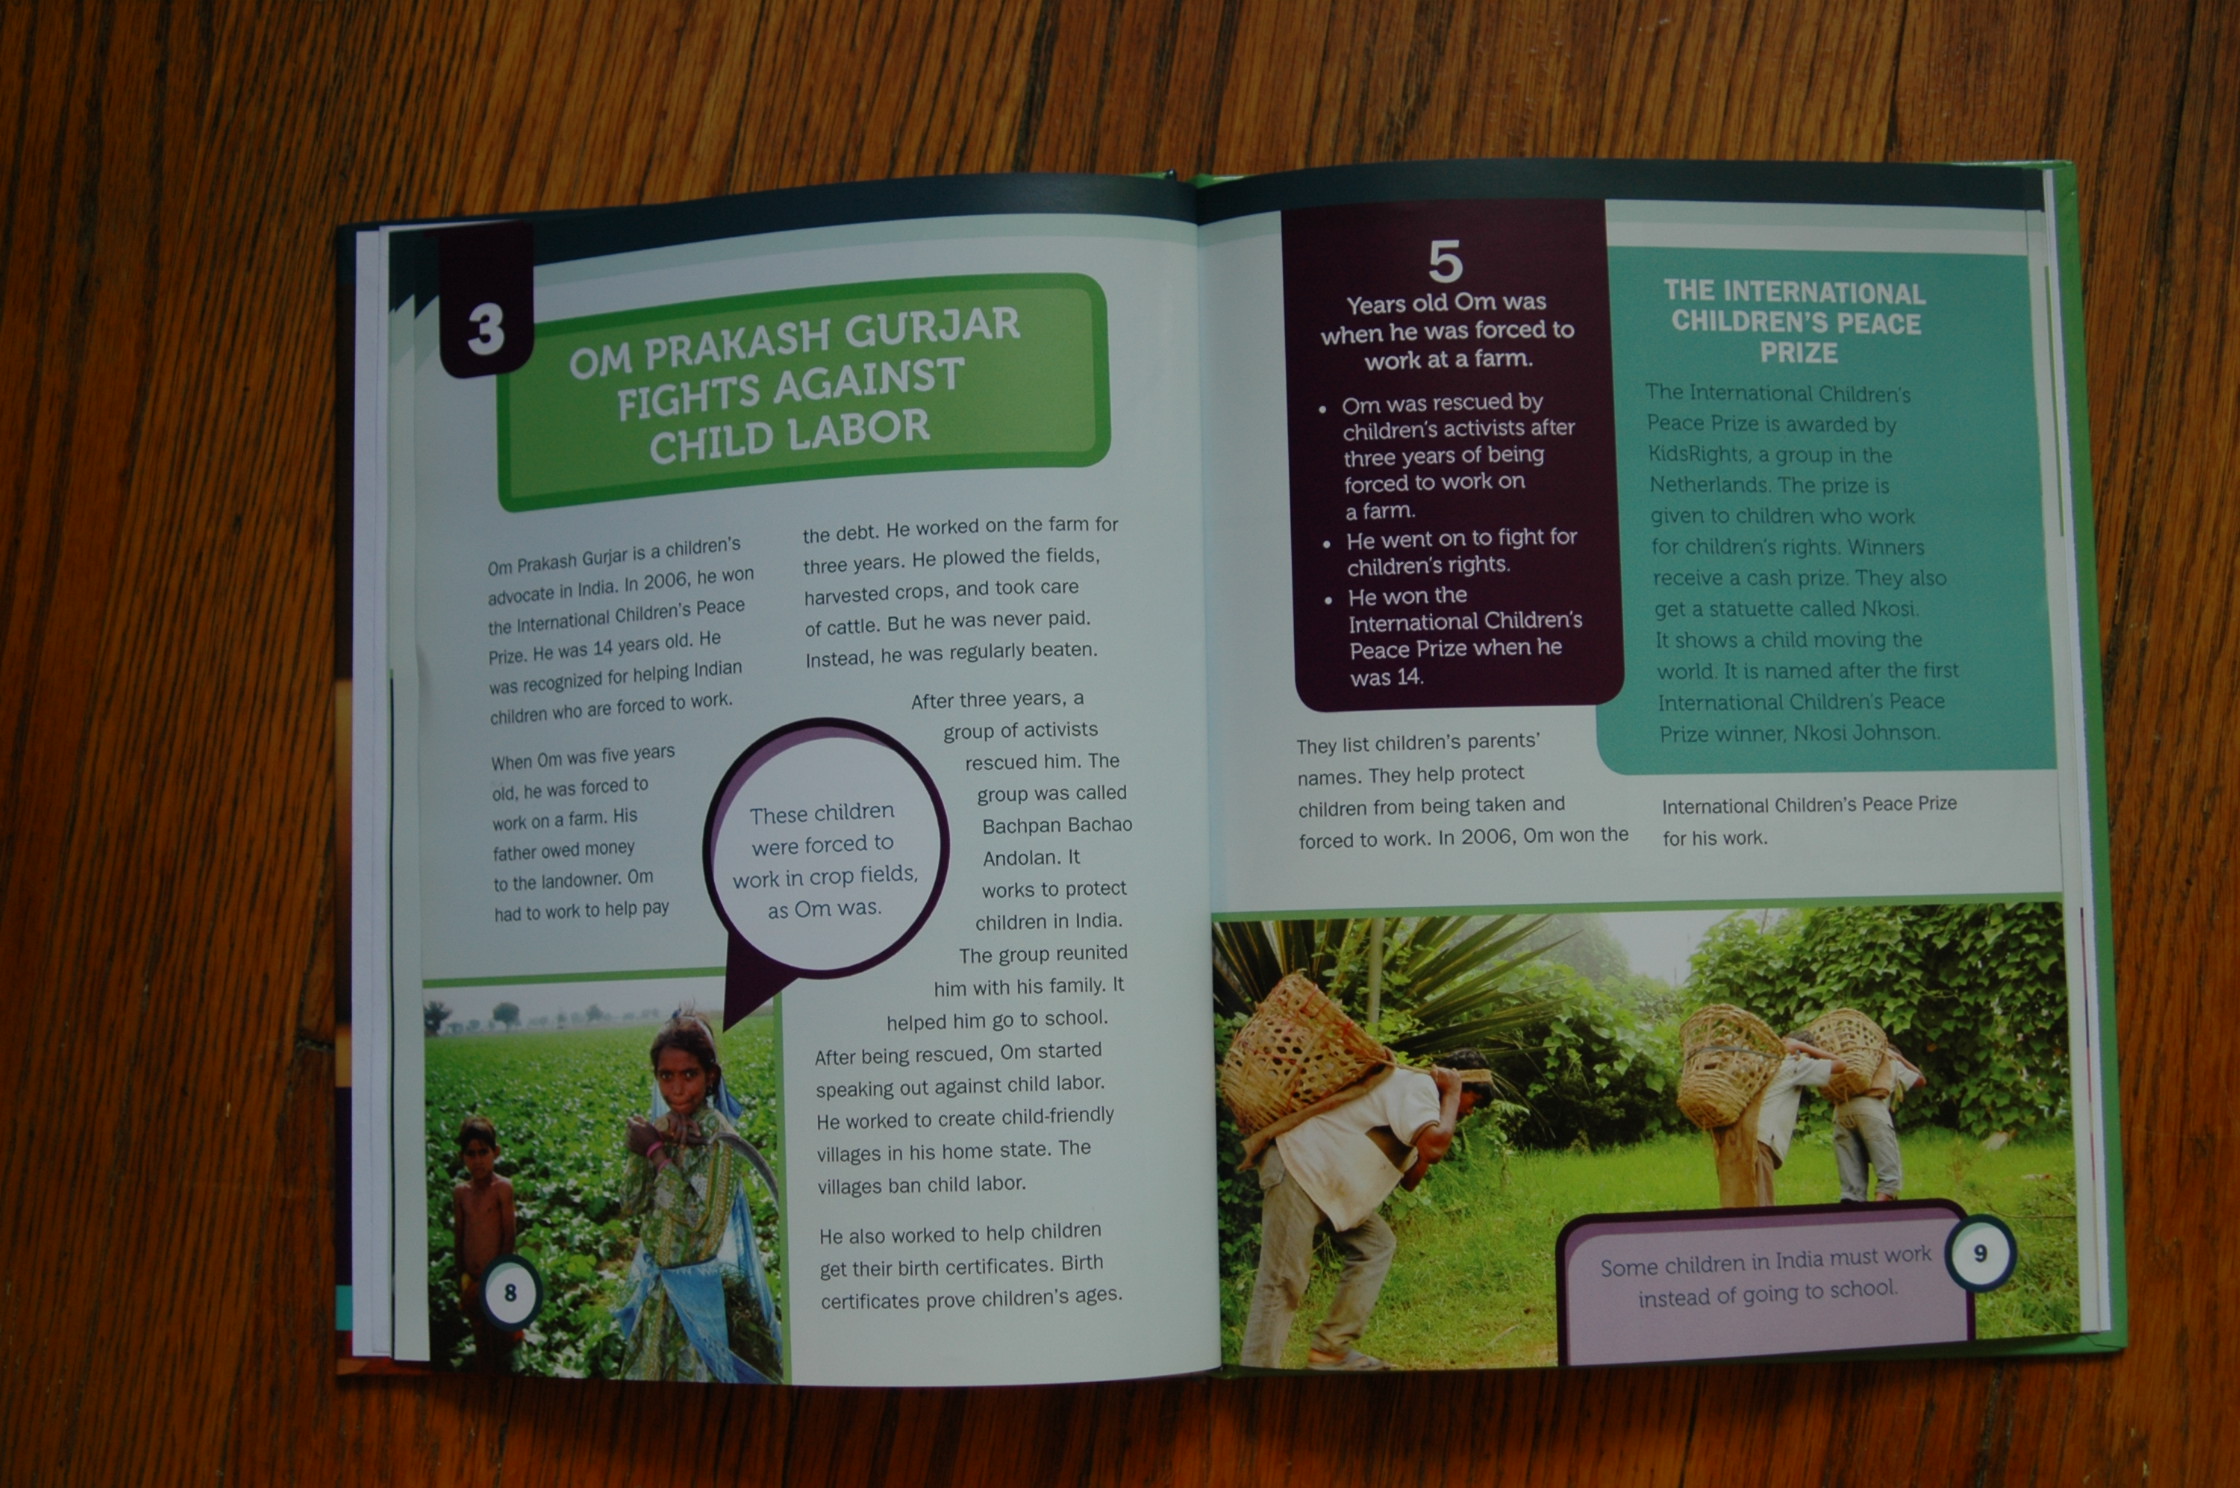 3
OM PRAKASH GURJAR
FIGHTS AGAINST
CHILD LABOR
Om Prakash Gurjar is a children's
advocate in India. In 2006, he won
the International Children's Peace
Prize. He was 14 years old. He
was recognized for helping Indian
children who are forced to work.
When Om was five years
old, he was forced to
work on a farm. His
father owed money
to the landowner. Om
had to work to help pay
the debt. He worked on the farm for
three years. He plowed the fields,
harvested crops, and took care
of cattle. But he was never paid.
Instead, he was regularly beaten.
After three years, a
group of activists
rescued him. The
group was called
Bachpan Bachao
Andolan. It
works to protect
children in India.
The group reunited
him with his family. It
helped him go to school.
After being rescued, Om started
speaking out against child labor.
He worked to create child-friendly
villages in his home state. The
villages ban child labor.
He also worked to help children
get their birth certificates. Birth
certificates prove children's ages.
These children
were forced to
work in crop fields,
as Om was.
8
5
Years old Om was
when he was forced to
work at a farm.
• Om was rescued by
children's activists after
three years of being
forced to work on
a farm.
• He went on to fight for
children's rights.
• He won the
International Children's
Peace Prize when he
was 14.
THE INTERNATIONAL
CHILDREN'S PEACE
PRIZE
The International Children's
Peace Prize is awarded by
KidsRights, a group in the
Netherlands. The prize is
given to children who work
for children's rights. Winners
receive a cash prize. They also
get a statuette called Nkosi.
It shows a child moving the
world. It is named after the first
International Children's Peace
Prize winner, Nkosi Johnson.
They list children's parents'
names. They help protect
children from being taken and
forced to work. In 2006, Om won the
International Children's Peace Prize
for his work.
Some children in India must work
instead of going to school.
9